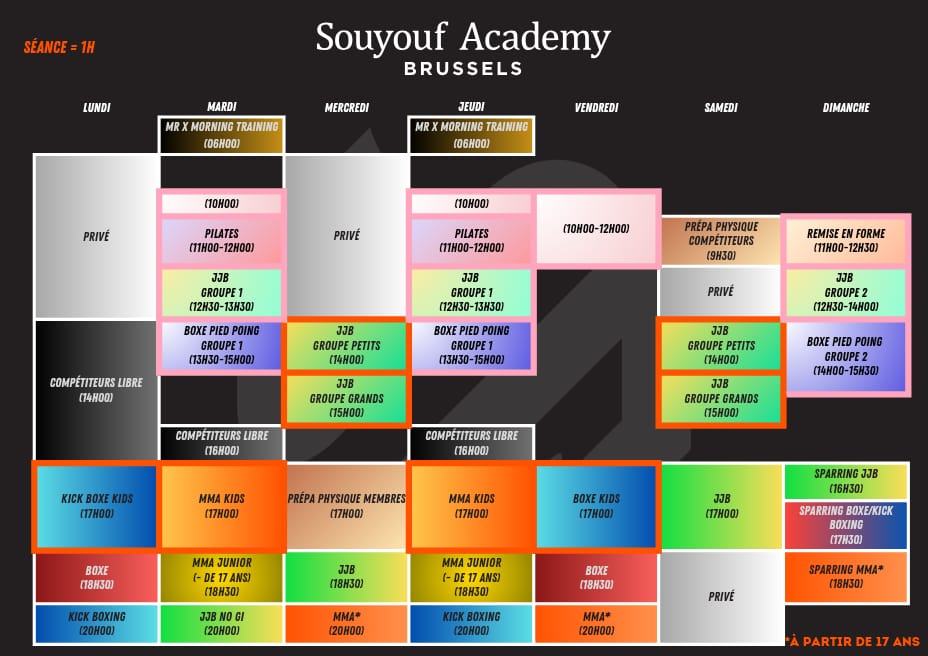 SÉANCE = 1H
Souyouf Academy
BRUSSELS
LUNDI
MARDI
MERCREDI
JEUDI
VENDREDI
SAMEDI
DIMANCHE
MR X MORNING TRAINING
(06H00)
MR X MORNING TRAINING
(06H00)
PRIVÉ
(10H00)
PILATES
(11H00-12H00)
JJB
GROUPE 1
(12H30-13H30)
BOXE PIED POING
GROUPE 1
(13H30-15H00)
PRIVÉ
(10H00)
PILATES
(11H00-12H00)
JJB
GROUPE 1
(12H30-13H30)
BOXE PIED POING
GROUPE 1
(13H30-15H00)
(10H00-12H00)
PRÉPA PHYSIQUE
COMPÉTITEURS
(9H30)
PRIVÉ
REMISE EN FORME
(11H00-12H30)
JJB
GROUPE 2
(12H30-14H00)
BOXE PIED POING
GROUPE 2
(14H00-15H30)
COMPÉTITEURS LIBRE
(14H00)
JJB
GROUPE PETITS
(14H00)
JJB
GROUPE GRANDS
(15H00)
JJB
GROUPE PETITS
(14H00)
JJB
GROUPE GRANDS
(15H00)
COMPÉTITEURS LIBRE
(16H00)
COMPÉTITEURS LIBRE
(16H00)
KICK BOXE KIDS
(17H00)
MMA KIDS
(17H00)
PRÉPA PHYSIQUE MEMBRES
(17H00)
MMA KIDS
(17H00)
BOXE KIDS
(17H00)
JJB
(17H00)
SPARRING JJB
(16H30)
SPARRING BOXE/KICK
BOXING
(17H30)
BOXE
(18H30)
MMA JUNIOR
(- DE 17 ANS)
(18H30)
JJB
(18H30)
MMA JUNIOR
(- DE 17 ANS)
(18H30)
BOXE
(18H30)
PRIVÉ
SPARRING MMA*
(18H30)
KICK BOXING
(20H00)
JJB NO GI
(20H00)
MMA*
(20H00)
KICK BOXING
(20H00)
MMA*
(20H00)
*À PARTIR DE 17 ANS